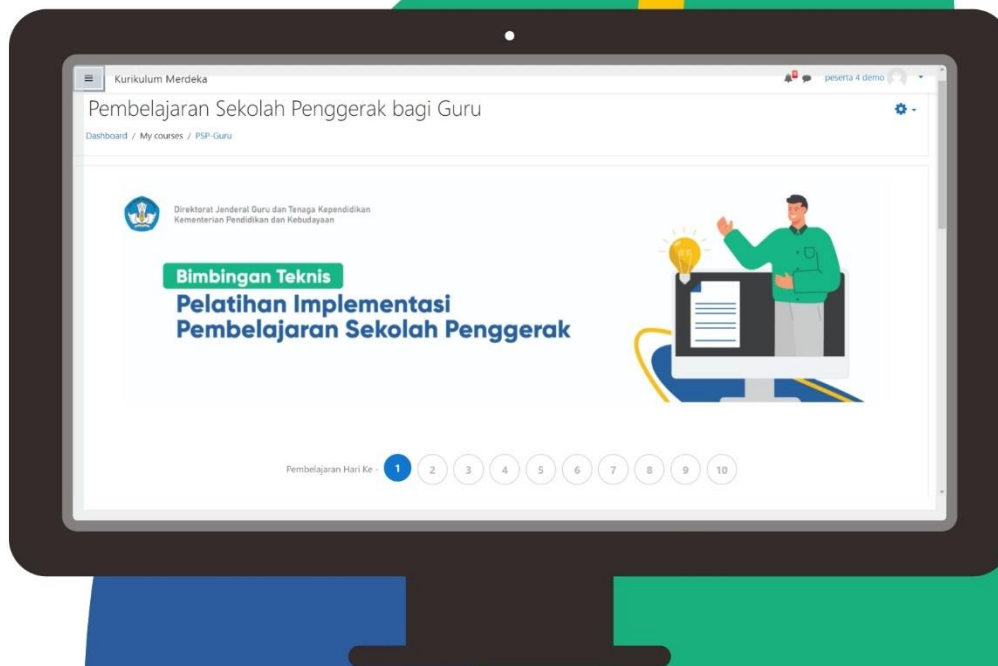 Kurikulum Merdeka
peserta 4 demo
Pembelajaran Sekolah Penggerak bagi Guru
Dashboard / My courses / PSP-Guru
Direktorat Jenderal Guru dan Tenaga Kependidikan
Kementerian Pendidikan dan Kebudayaan
Bimbingan Teknis
Pelatihan Implementasi
Pembelajaran Sekolah Penggerak
Pembelajaran Hari Ke - 1 2 3 4 5 6 7 8 9 10